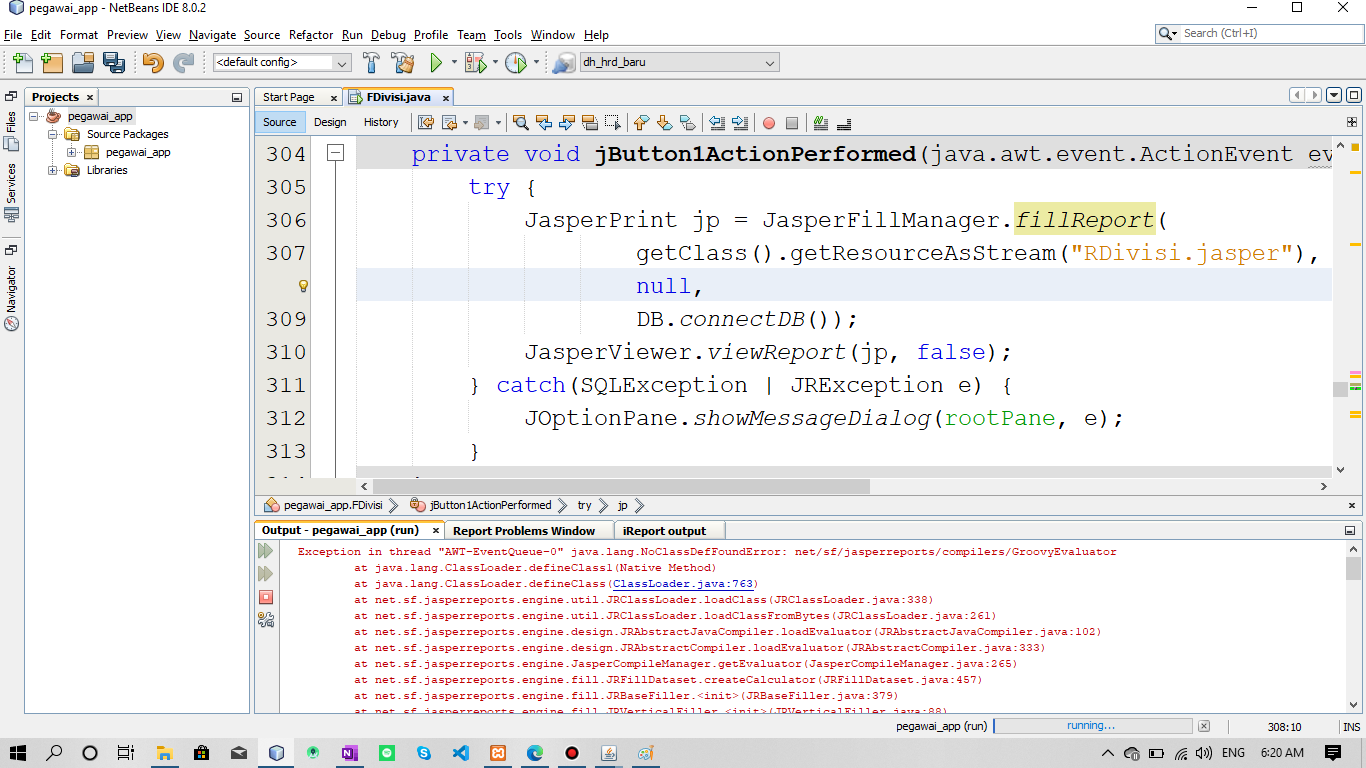 pegawai_app - NetBeans IDE 8.0.2
File Edit Format Preview View Navigate Source Refactor Run Debug Profile Team Tools Window Help
Search (Ctrl+I)
<default config>
dh_hrd_baru
Files
Services
Navigator
Projects
pegawai_app
Source Packages
pegawai_app
Libraries
Start Page
FDivisi.java
Source Design History
304 private void jButton1ActionPerformed(java.awt.event.ActionEvent ev
305 try {
306 JasperPrint jp = JasperFillManager.fillReport(
307 getClass().getResourceAsStream("RDivisi.jasper"),
null,
309 DB.connectDB());
310 JasperViewer.viewReport(jp, false);
311 } catch(SQLException | JRException e) {
312 JOptionPane.showMessageDialog(rootPane, e);
313 }
pegawai_app.FDivisi jButton1ActionPerformed try jp
Output - pegawai_app (run) Report Problems Window iReport output
Exception in thread "AWT-EventQueue-0" java.lang.NoClassDefFoundError: net/sf/jasperreports/compilers/GroovyEvaluator
at java.lang.ClassLoader.defineClass1(Native Method)
at java.lang.ClassLoader.defineClass(ClassLoader.java:763)
at net.sf.jasperreports.engine.util.JRClassLoader.loadClass(JRClassLoader.java:338)
at net.sf.jasperreports.engine.util.JRClassLoader.loadClassFromBytes(JRClassLoader.java:261)
at net.sf.jasperreports.engine.design.JRAbstractJavaCompiler.loadEvaluator(JRAbstractJavaCompiler.java:102)
at net.sf.jasperreports.engine.design.JRAbstractCompiler.loadEvaluator(JRAbstractCompiler.java:333)
at net.sf.jasperreports.engine.JasperCompileManager.getEvaluator(JasperCompileManager.java:265)
at net.sf.jasperreports.engine.fill.JRFillDataset.createCalculator(JRFillDataset.java:457)
at net.sf.jasperreports.engine.fill.JRBaseFiller.<init>(JRBaseFiller.java:379)
at net.sf.jasperreports.engine.fill.JRVerticalFiller.<init>(JRVerticalFiller.java:88)
pegawai_app (run) running... 308:10 INS
ENG 6:20 AM